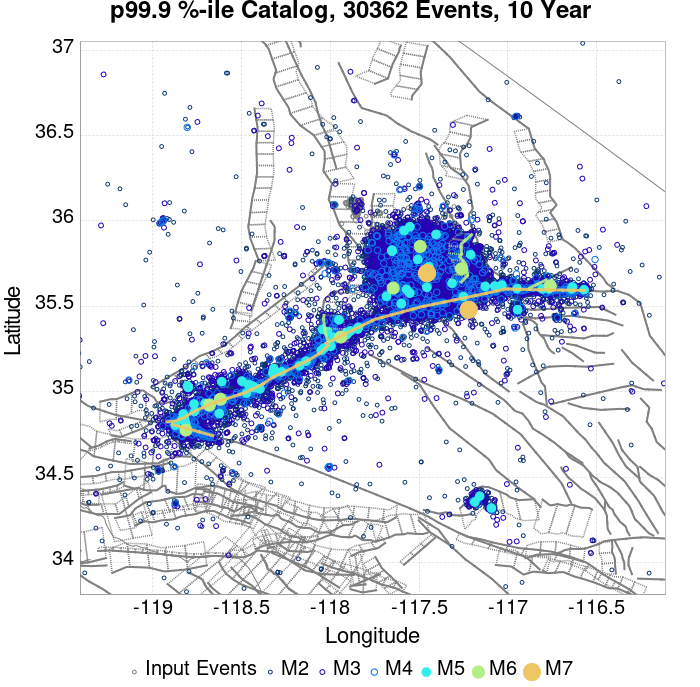 p99.9 %-ile Catalog, 30362 Events, 10 Year
37
36.5
36
35.5
35
34.5
34
Latitude
-119 -118.5 -118 -117.5 -117 -116.5
Longitude
Input Events M2 M3 M4 M5 M6 M7